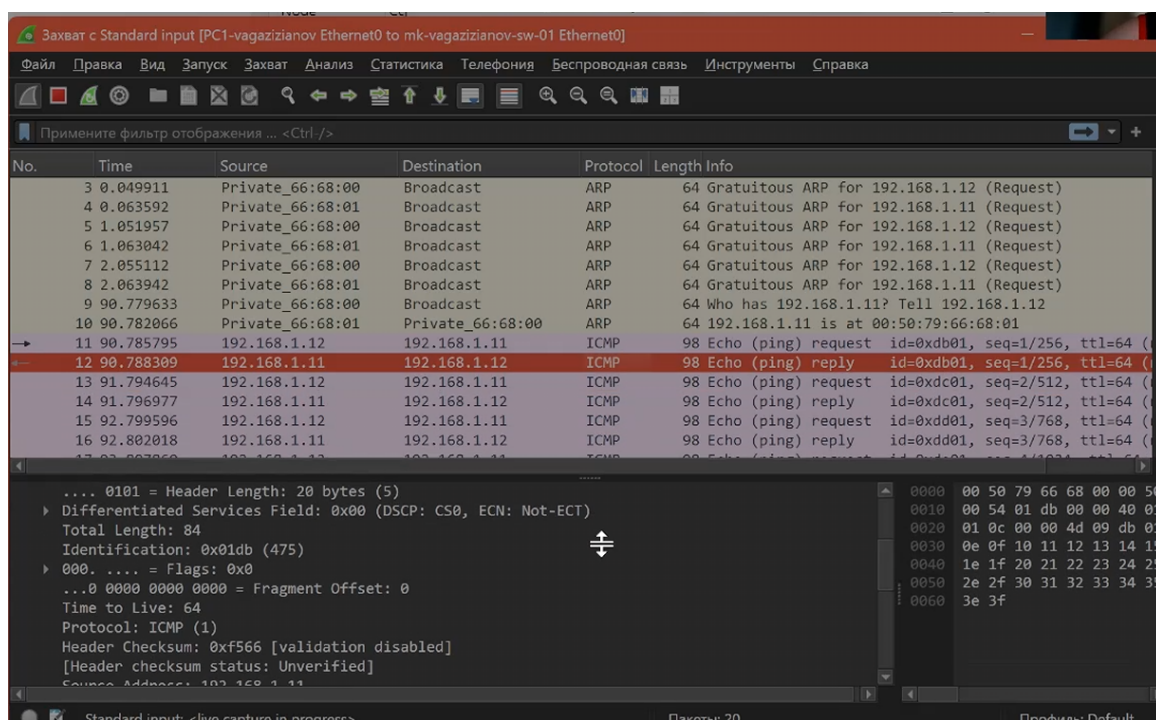 Захват с Standard input [PC1-vagazizianov Ethernet0 to mk-vagazizianov-sw-01 Ethernet0]
Файл Правка Вид Запуск Захват Анализ Статистика Телефония Беспроводная связь Инструменты Справка
Примените фильтр отображения ... <Ctrl-/>
No. Time Source Destination Protocol Length Info
3 0.049911 Private_66:68:00 Broadcast ARP 64 Gratuitous ARP for 192.168.1.12 (Request)
4 0.063592 Private_66:68:01 Broadcast ARP 64 Gratuitous ARP for 192.168.1.11 (Request)
5 1.051957 Private_66:68:00 Broadcast ARP 64 Gratuitous ARP for 192.168.1.12 (Request)
6 1.063042 Private_66:68:01 Broadcast ARP 64 Gratuitous ARP for 192.168.1.11 (Request)
7 2.055112 Private_66:68:00 Broadcast ARP 64 Gratuitous ARP for 192.168.1.12 (Request)
8 2.063942 Private_66:68:01 Broadcast ARP 64 Gratuitous ARP for 192.168.1.11 (Request)
9 90.779633 Private_66:68:00 Broadcast ARP 64 Who has 192.168.1.11? Tell 192.168.1.12
10 90.782066 Private_66:68:01 Private_66:68:00 ARP 64 192.168.1.11 is at 00:50:79:66:68:01
11 90.785795 192.168.1.12 192.168.1.11 ICMP 98 Echo (ping) request id=0xdb01, seq=1/256, ttl=64 (
12 90.788309 192.168.1.11 192.168.1.12 ICMP 98 Echo (ping) reply id=0xdb01, seq=1/256, ttl=64 (
13 91.794645 192.168.1.12 192.168.1.11 ICMP 98 Echo (ping) request id=0xdc01, seq=2/512, ttl=64 (
14 91.796977 192.168.1.11 192.168.1.12 ICMP 98 Echo (ping) reply id=0xdc01, seq=2/512, ttl=64 (
15 92.799596 192.168.1.12 192.168.1.11 ICMP 98 Echo (ping) request id=0xdd01, seq=3/768, ttl=64 (
16 92.802018 192.168.1.11 192.168.1.12 ICMP 98 Echo (ping) reply id=0xdd01, seq=3/768, ttl=64 (
.... 0101 = Header Length: 20 bytes (5)
Differentiated Services Field: 0x00 (DSCP: CS0, ECN: Not-ECT)
Total Length: 84
Identification: 0x01db (475)
000. .... = Flags: 0x0
...0 0000 0000 0000 = Fragment Offset: 0
Time to Live: 64
Protocol: ICMP (1)
Header Checksum: 0xf566 [validation disabled]
[Header checksum status: Unverified]
Source Address: 192.168.1.11
0000 00 50 79 66 68 00 00 50
0010 00 54 01 db 00 00 40 01
0020 01 0c 00 00 4d 09 db 01
0030 0e 0f 10 11 12 13 14 15
0040 1e 1f 20 21 22 23 24 25
0050 2e 2f 30 31 32 33 34 35
0060 3e 3f
Standard input: <live capture in progress>
Пакеты: 20
Профиль: Default